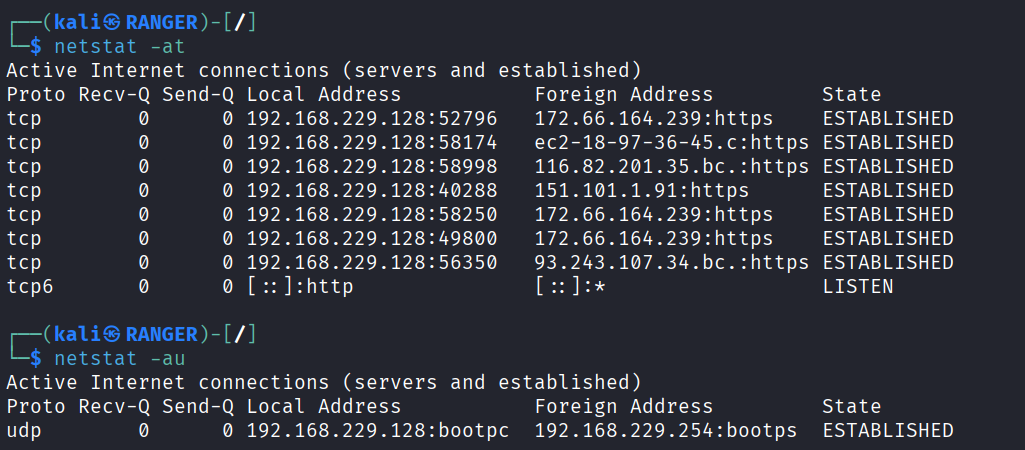 ┌──(kali㉿RANGER)-[/]
└─$ netstat -at
Active Internet connections (servers and established)
Proto Recv-Q Send-Q Local Address           Foreign Address         State
tcp        0      0 192.168.229.128:52796   172.66.164.239:https    ESTABLISHED
tcp        0      0 192.168.229.128:58174   ec2-18-97-36-45.c:https ESTABLISHED
tcp        0      0 192.168.229.128:58998   116.82.201.35.bc.:https ESTABLISHED
tcp        0      0 192.168.229.128:40288   151.101.1.91:https      ESTABLISHED
tcp        0      0 192.168.229.128:58250   172.66.164.239:https    ESTABLISHED
tcp        0      0 192.168.229.128:49800   172.66.164.239:https    ESTABLISHED
tcp        0      0 192.168.229.128:56350   93.243.107.34.bc.:https ESTABLISHED
tcp6       0      0 [::]:http               [::]:*                  LISTEN
┌──(kali㉿RANGER)-[/]
└─$ netstat -au
Active Internet connections (servers and established)
Proto Recv-Q Send-Q Local Address           Foreign Address         State
udp        0      0 192.168.229.128:bootpc  192.168.229.254:bootps  ESTABLISHED